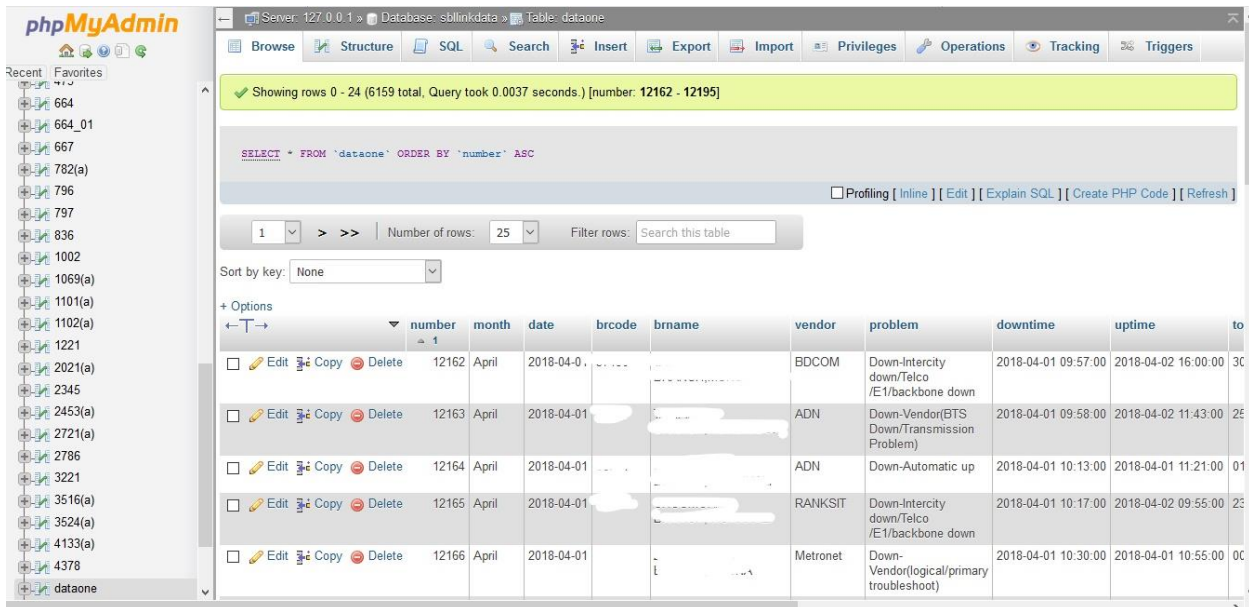 phpMyAdmin
Recent Favorites
475
664
664_01
667
782(a)
796
797
836
1002
1069(a)
1101(a)
1102(a)
1221
2021(a)
2345
2453(a)
2721(a)
2786
3221
3516(a)
3524(a)
4133(a)
4378
dataone
Server: 127.0.0.1 » Database: sbllinkdata » Table: dataone
Browse Structure SQL Search Insert Export Import Privileges Operations Tracking Triggers
Showing rows 0 - 24 (6159 total, Query took 0.0037 seconds.) [number: 12162 - 12195]
SELECT * FROM `dataone` ORDER BY `number` ASC
Profiling [ Inline ] [ Edit ] [ Explain SQL ] [ Create PHP Code ] [ Refresh ]
1 > >> Number of rows: 25 Filter rows: Search this table
Sort by key: None
+ Options
←T→ number month date brcode brname vendor problem downtime uptime to
1
Edit Copy Delete 12162 April 2018-04-0 BDCOM Down-Intercity 2018-04-01 09:57:00 2018-04-02 16:00:00 30
down/Telco
/E1/backbone down
Edit Copy Delete 12163 April 2018-04-01 ADN Down-Vendor(BTS 2018-04-01 09:58:00 2018-04-02 11:43:00 25
Down/Transmission
Problem)
Edit Copy Delete 12164 April 2018-04-01 ADN Down-Automatic up 2018-04-01 10:13:00 2018-04-01 11:21:00 01
Edit Copy Delete 12165 April 2018-04-01 RANKSIT Down-Intercity 2018-04-01 10:17:00 2018-04-02 09:55:00 23
down/Telco
/E1/backbone down
Edit Copy Delete 12166 April 2018-04-01 Metronet Down- 2018-04-01 10:30:00 2018-04-01 10:55:00 00
Vendor(logical/primary
troubleshoot)